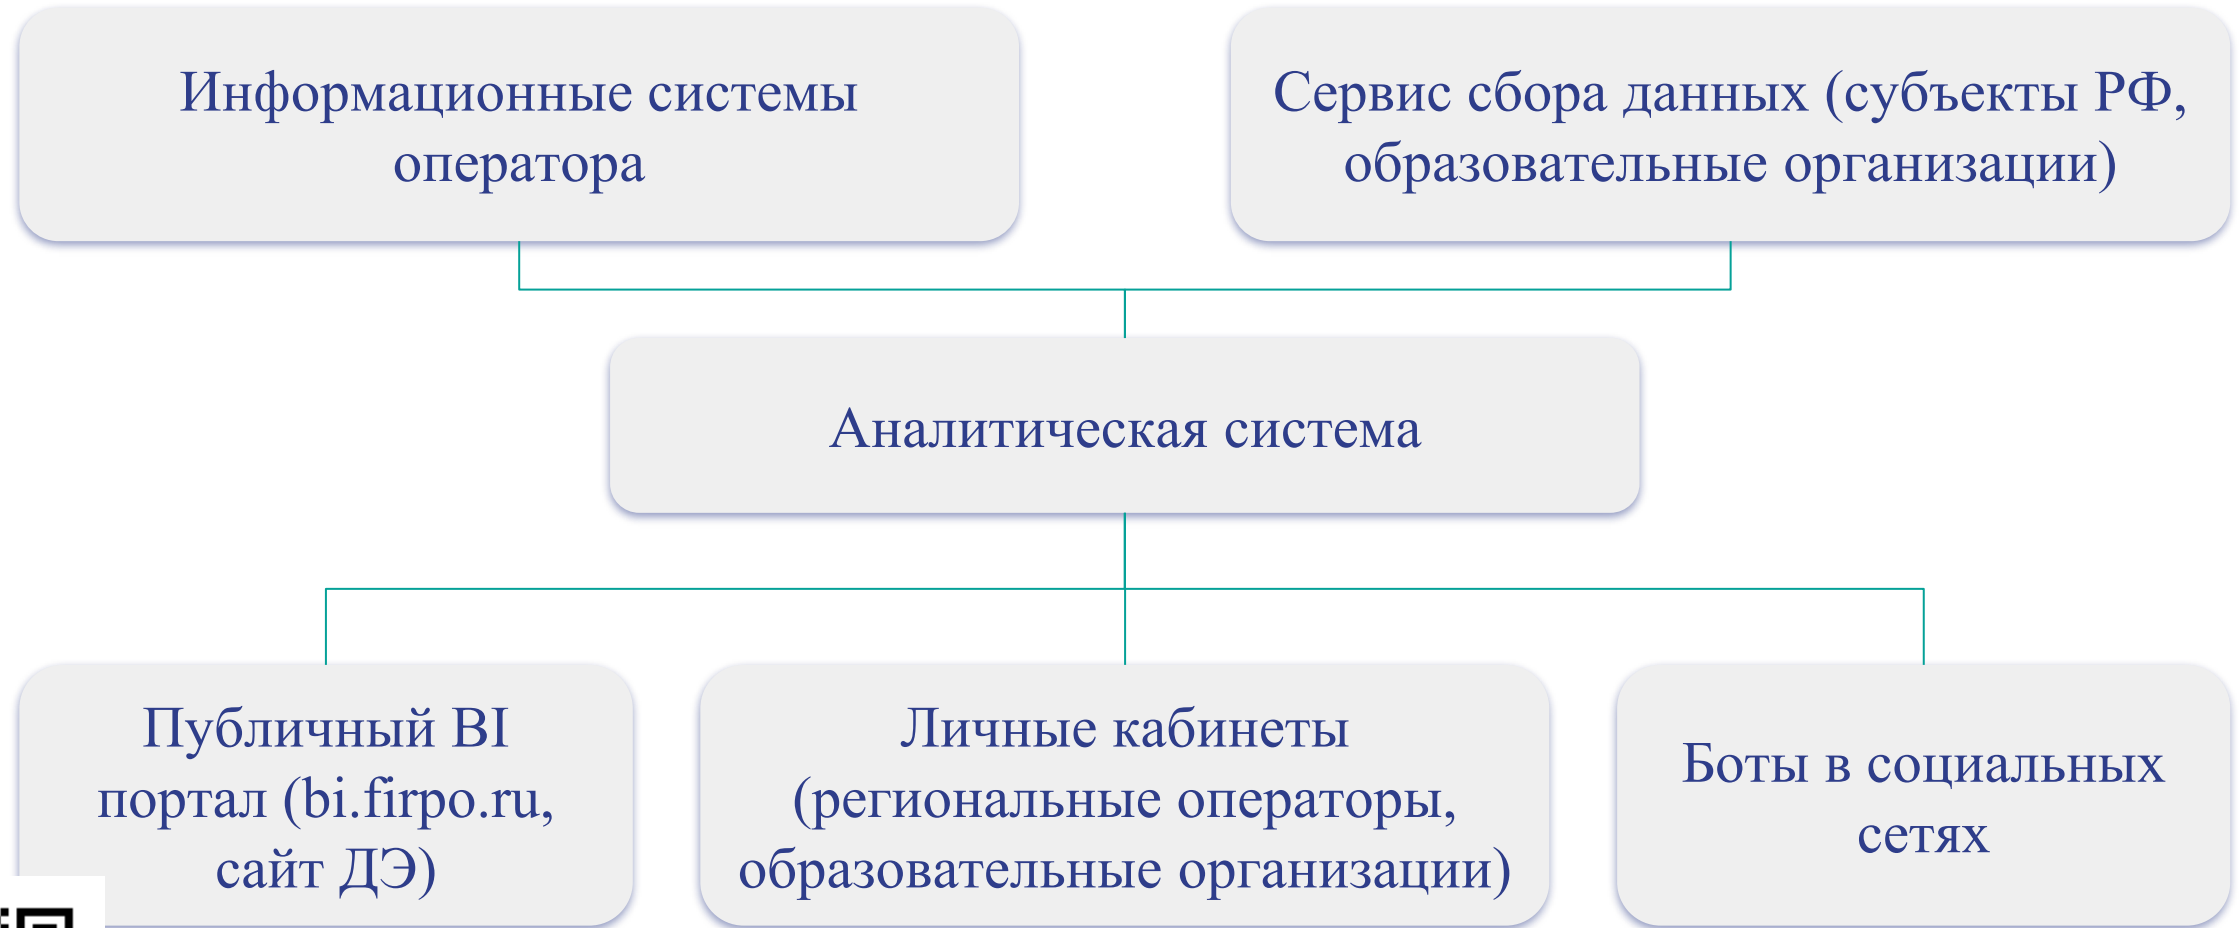 Информационные системы
оператора
Сервис сбора данных (субъекты РФ,
образовательные организации)
Аналитическая система
Публичный BI
портал (bi.firpo.ru,
сайт ДЭ)
Личные кабинеты
(региональные операторы,
образовательные организации)
Боты в социальных
сетях